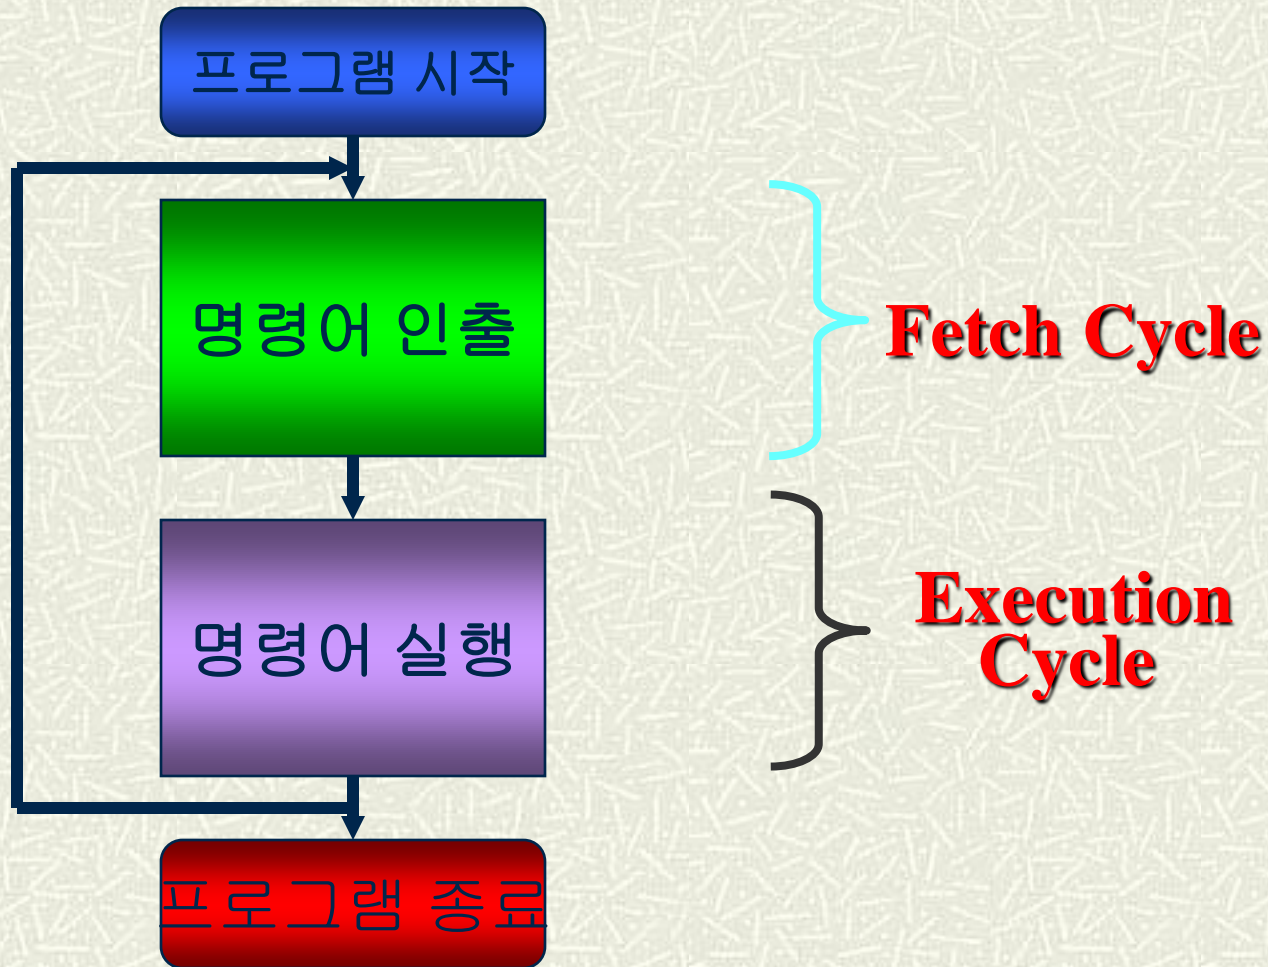 프로그램 시작
명령어 인출
Fetch Cycle
명령어 실행
Execution
Cycle
프로그램 종료